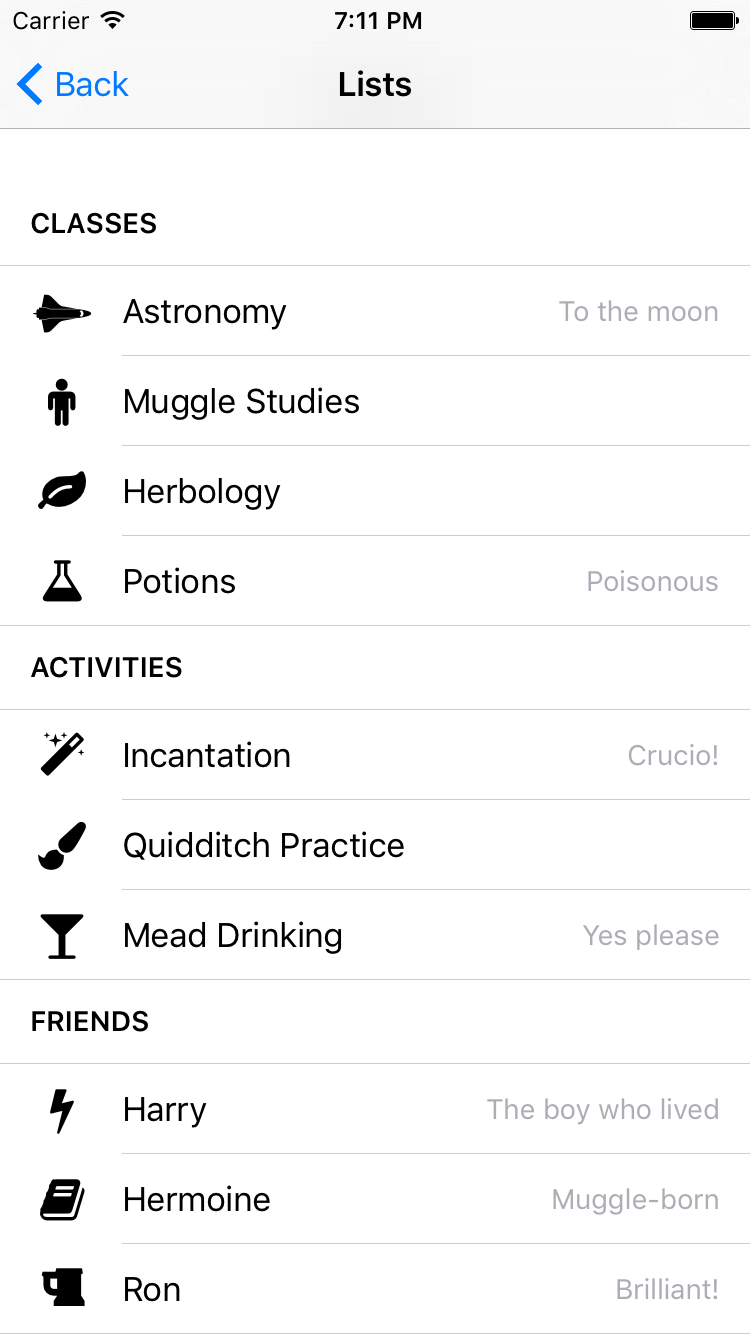 Carrier 7:11 PM
Back Lists
CLASSES
Astronomy To the moon
Muggle Studies
Herbology
Potions Poisonous
ACTIVITIES
Incantation Crucio!
Quidditch Practice
Mead Drinking Yes please
FRIENDS
Harry The boy who lived
Hermoine Muggle-born
Ron Brilliant!